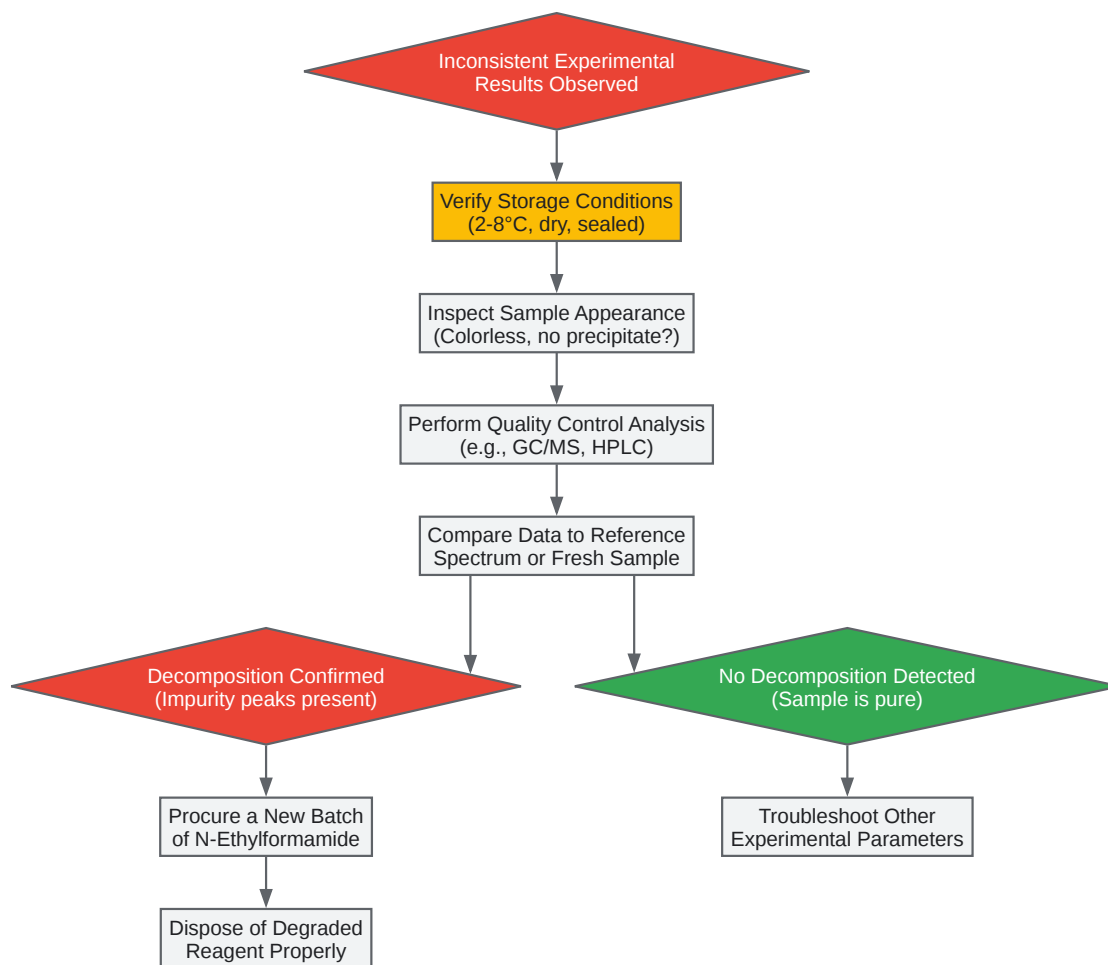 Inconsistent Experimental
Results Observed
Verify Storage Conditions
(2-8°C, dry, sealed)
Inspect Sample Appearance
(Colorless, no precipitate?)
Perform Quality Control Analysis
(e.g., GC/MS, HPLC)
Compare Data to Reference
Spectrum or Fresh Sample
Decomposition Confirmed
(Impurity peaks present)
No Decomposition Detected
(Sample is pure)
Procure a New Batch
of N-Ethylformamide
Troubleshoot Other
Experimental Parameters
Dispose of Degraded
Reagent Properly